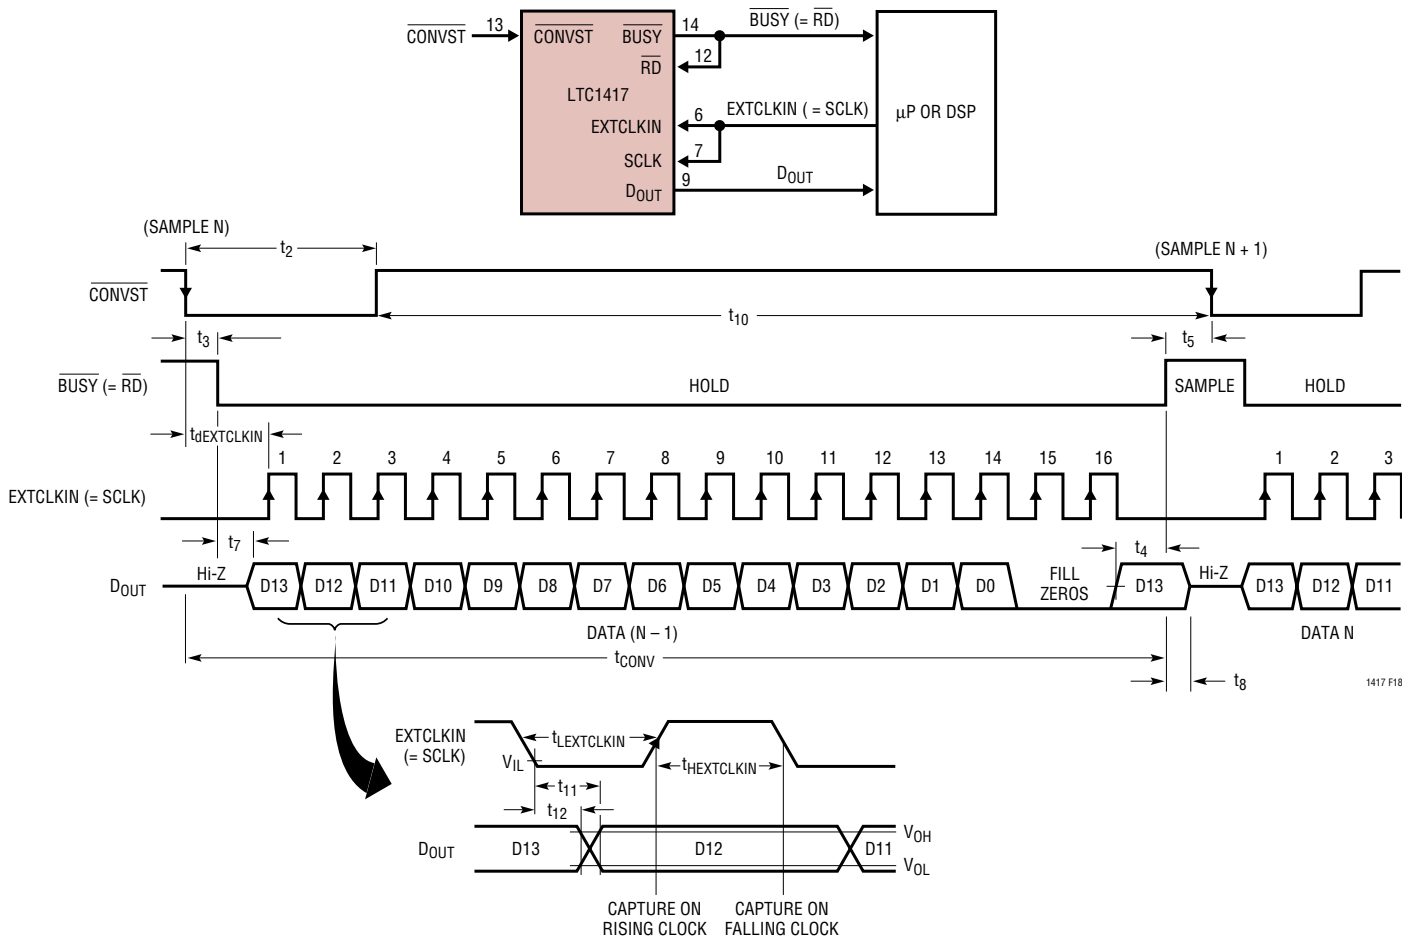 BUSY (= RD)
CONVST 13 CONVST BUSY 14
RD 12
LTC1417
EXTCLKIN 6 EXTCLKIN ( = SCLK)
µP OR DSP
SCLK 7
DOUT 9 DOUT
(SAMPLE N)
t2
(SAMPLE N + 1)
CONVST
t10
t3
t5
BUSY (= RD)
HOLD
SAMPLE
HOLD
tdEXTCLKIN
1 2 3 4 5 6 7 8 9 10 11 12 13 14 15 16 1 2 3
EXTCLKIN (= SCLK)
t7
t4
DOUT Hi-Z D13 D12 D11 D10 D9 D8 D7 D6 D5 D4 D3 D2 D1 D0 FILL ZEROS D13 Hi-Z D13 D12 D11
DATA (N – 1)
DATA N
tCONV
t8
1417 F18
EXTCLKIN
(= SCLK)
tLEXTCLKIN
VIL
tHEXTCLKIN
t11
t12
DOUT D13 D12 D11
VOH
VOL
CAPTURE ON
RISING CLOCK
CAPTURE ON
FALLING CLOCK